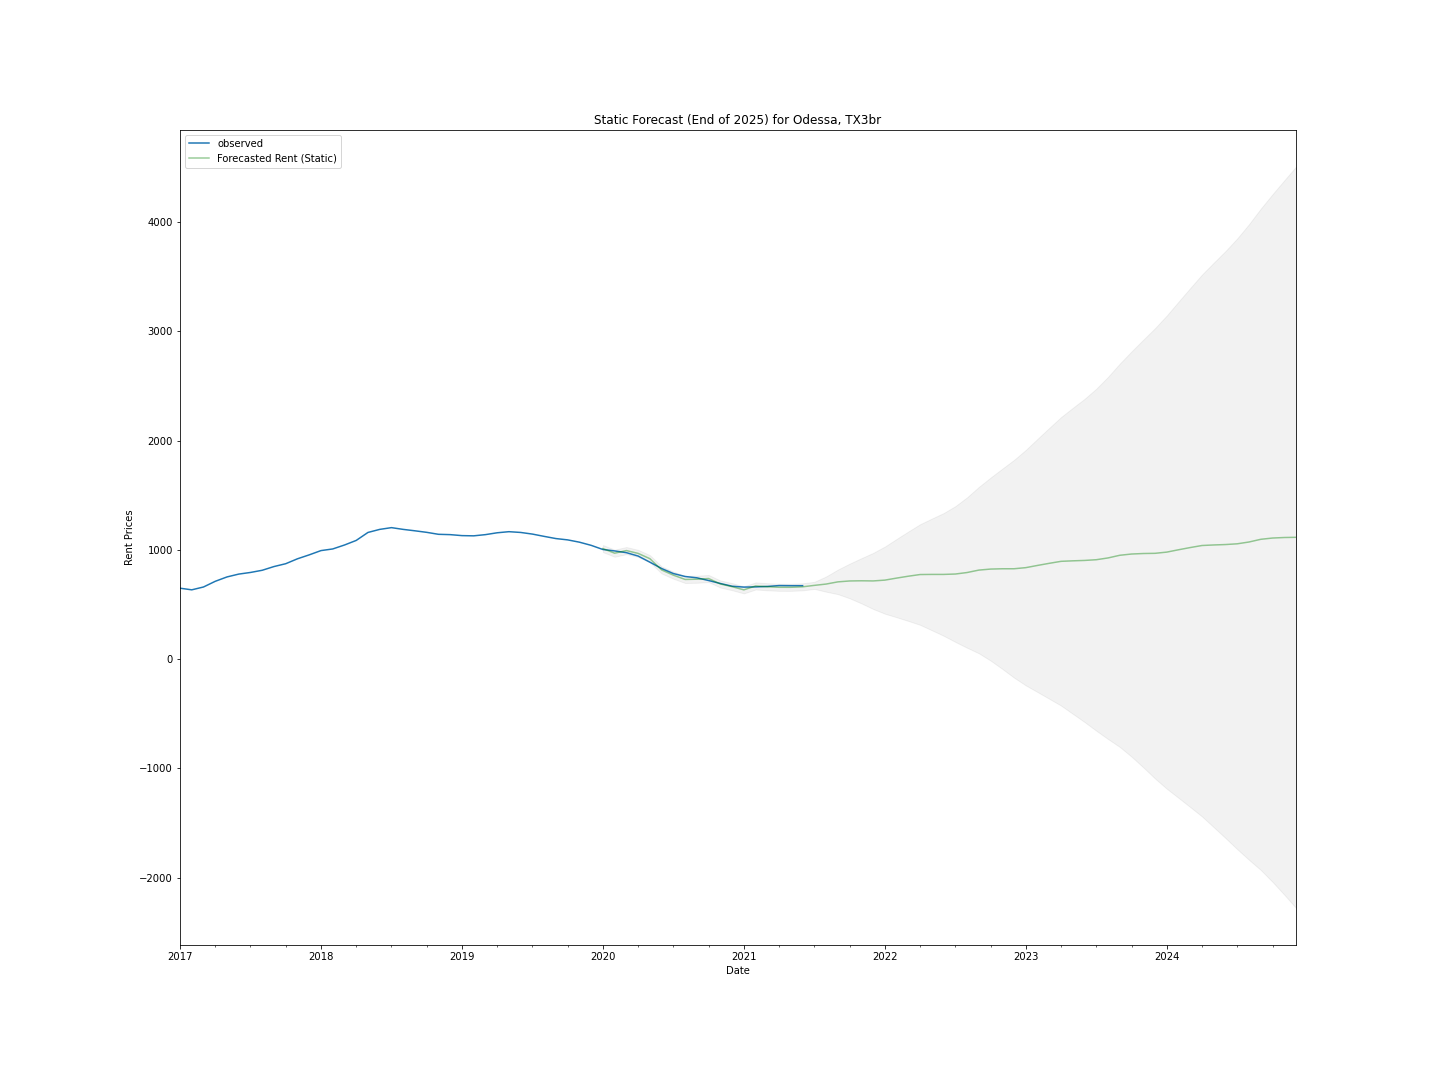 Static Forecast (End of 2025) for Odessa, TX3br
observed
Forecasted Rent (Static)
4000
3000
2000
1000
0
−1000
−2000
Rent Prices
2017 2018 2019 2020 2021 2022 2023 2024
Date